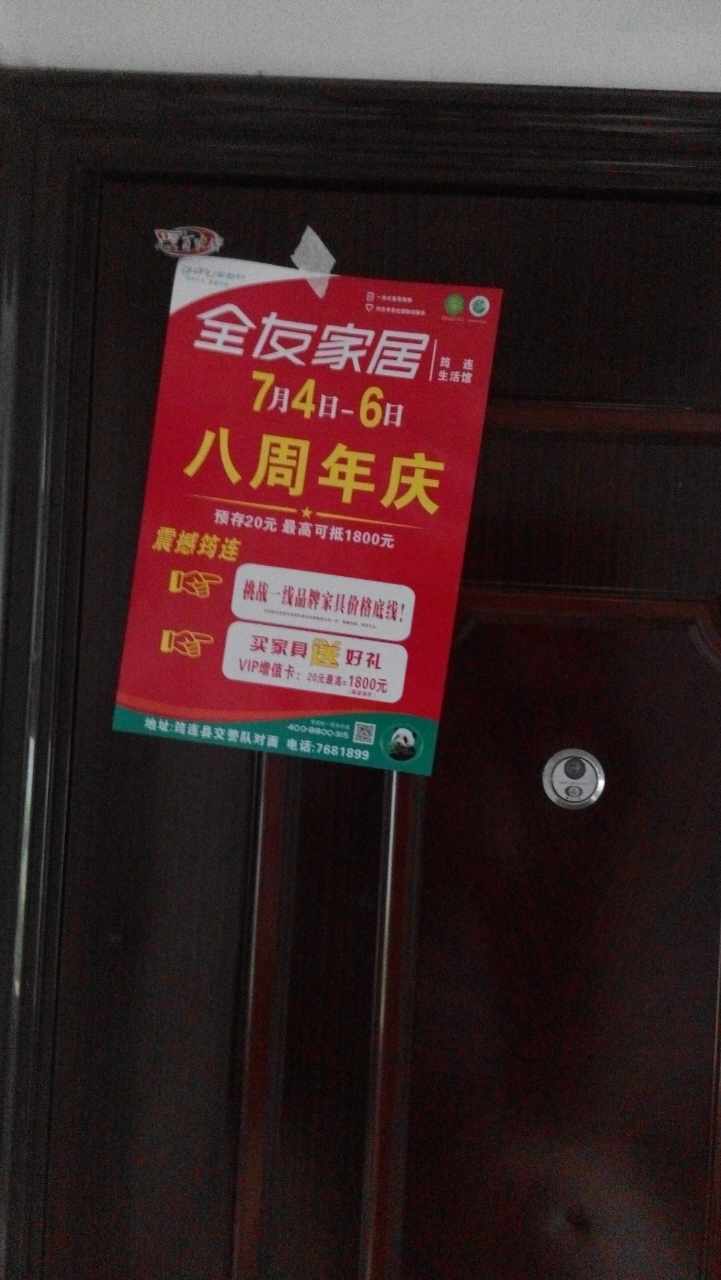 全友家居
筠连
生活馆
7月4日-6日
八周年庆
预存20元 最高可抵1800元
震撼筠连
挑战一线品牌家具价格底线！
买家具送好礼
VIP增值卡：20元最高=1800元
400-8800-315
地址:筠连县交警队对面 电话:7681899